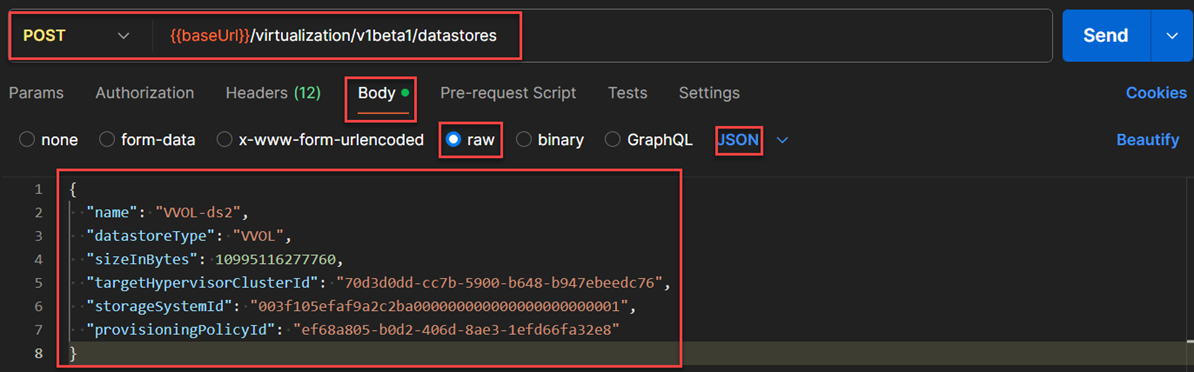 POST {{baseUrl}}/virtualization/v1beta1/datastores Send
Params Authorization Headers (12) Body Pre-request Script Tests Settings Cookies
none form-data x-www-form-urlencoded raw binary GraphQL JSON Beautify
1 {
2 "name": "VVOL-ds2",
3 "datastoreType": "VVOL",
4 "sizeInBytes": 10995116277760,
5 "targetHypervisorClusterId": "70d3d0dd-cc7b-5900-b648-b947ebeedc76",
6 "storageSystemId": "003f105efaf9a2c2ba000000000000000000000001",
7 "provisioningPolicyId": "ef68a805-b0d2-406d-8ae3-1efd66fa32e8"
8 }